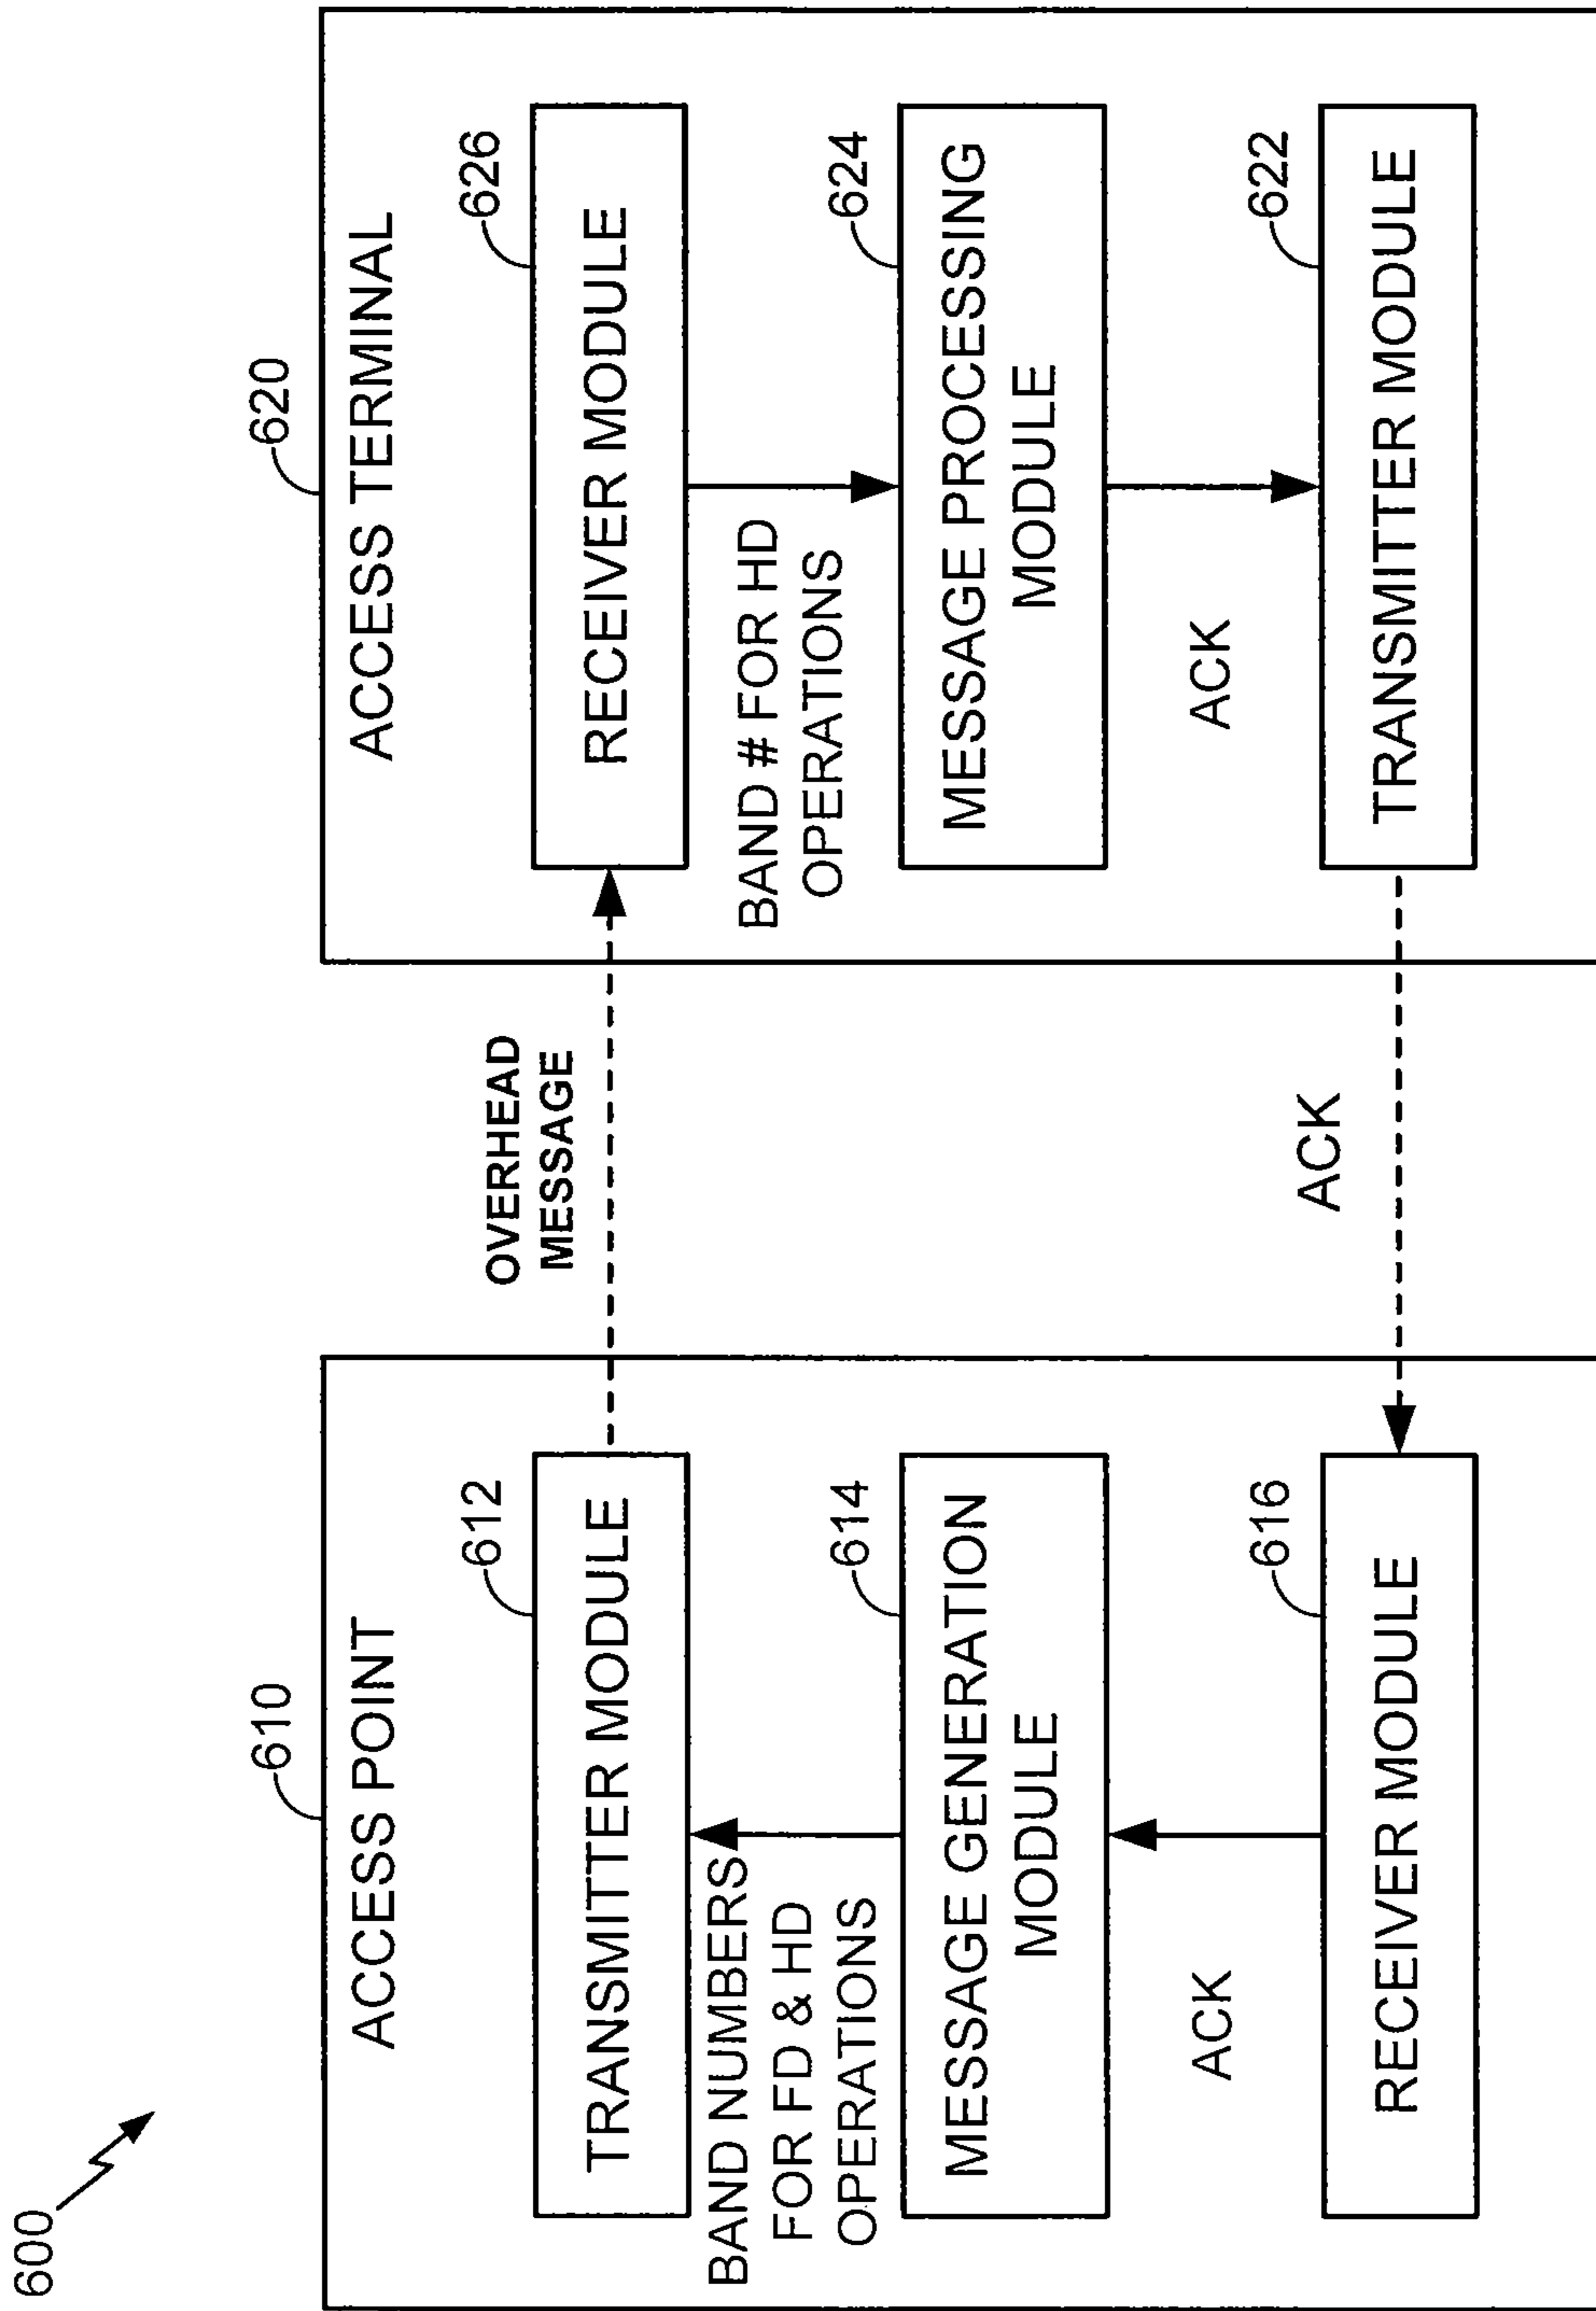 600
610
ACCESS POINT
612
TRANSMITTER MODULE
BAND NUMBERS
FOR FD & HD
OPERATIONS
614
MESSAGE GENERATION
MODULE
ACK
616
RECEIVER MODULE
OVERHEAD
MESSAGE
ACK
620
ACCESS TERMINAL
626
RECEIVER MODULE
BAND # FOR HD
OPERATIONS
624
MESSAGE PROCESSING
MODULE
ACK
622
TRANSMITTER MODULE